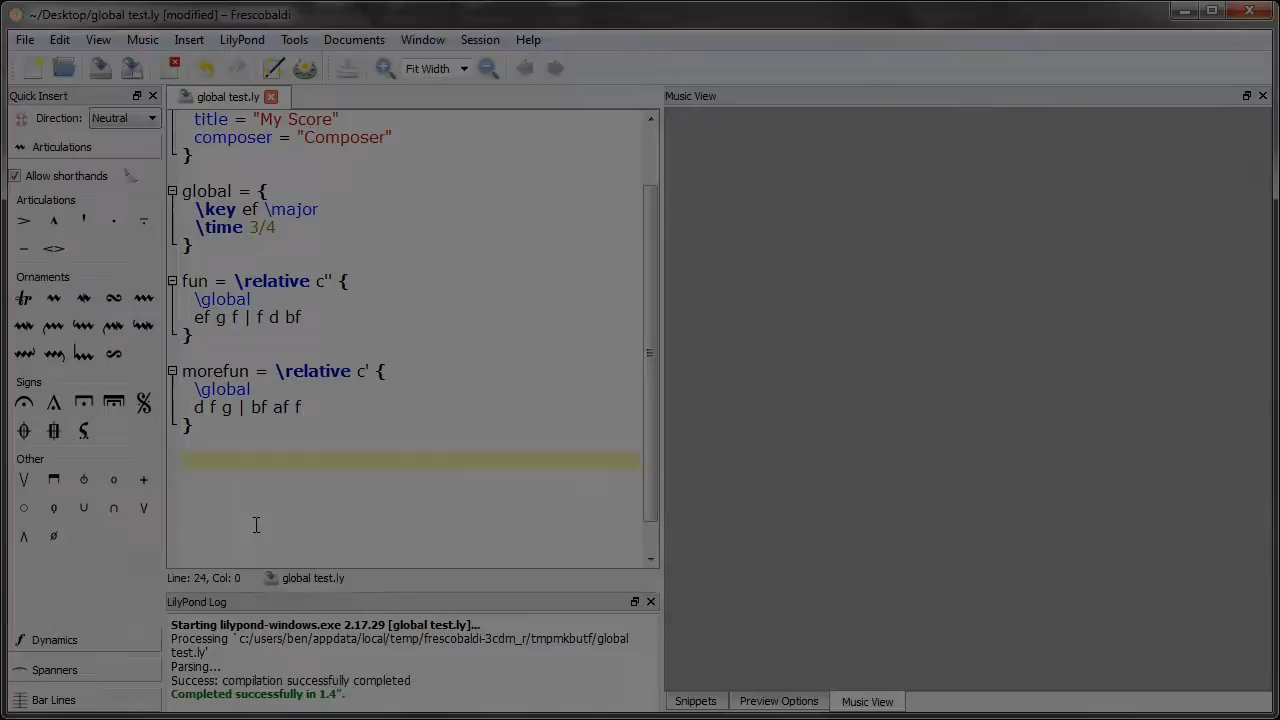 ~/Desktop/global test.ly [modified] – Frescobaldi
File Edit View Music Insert LilyPond Tools Documents Window Session Help
Fit Width
Quick Insert
global test.ly
Music View
Direction: Neutral
Articulations
Allow shorthands
Articulations
Ornaments
Signs
Other
Dynamics
Spanners
Bar Lines
title = "My Score"
composer = "Composer"
}
global = {
\key ef \major
\time 3/4
}
fun = \relative c'' {
\global
ef g f | f d bf
}
morefun = \relative c' {
\global
d f g | bf af f
}
Line: 24, Col: 0 global test.ly
LilyPond Log
Starting lilypond-windows.exe 2.17.29 [global test.ly]...
Processing `c:/users/ben/appdata/local/temp/frescobaldi-3cdm_r/tmpmkbutf/global
test.ly'
Parsing...
Success: compilation successfully completed
Completed successfully in 1.4".
Snippets Preview Options Music View